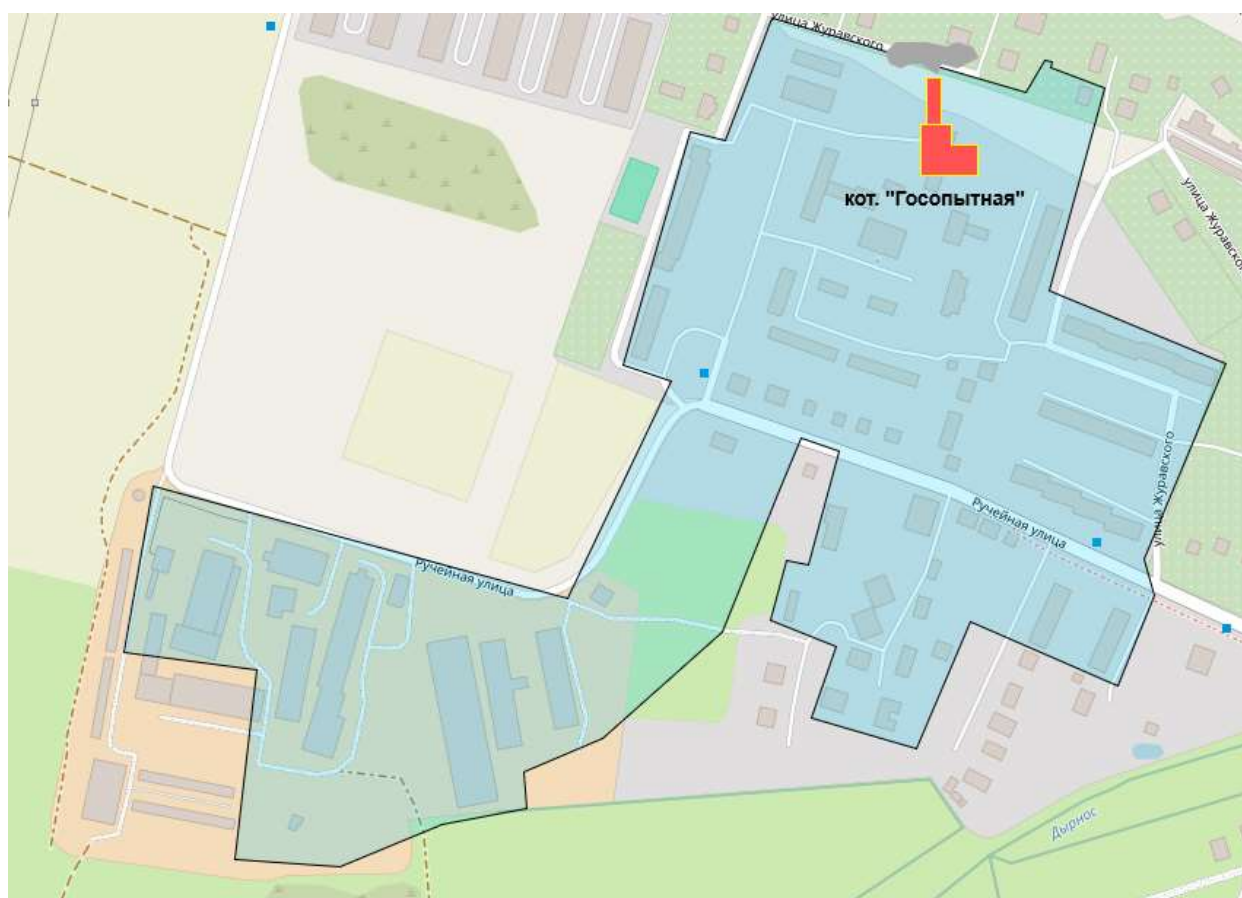 улица Журавского
кот. "Госопытная"
улица Журавского
улица Журавского
Ручейная улица
Ручейная улица
Дырнос